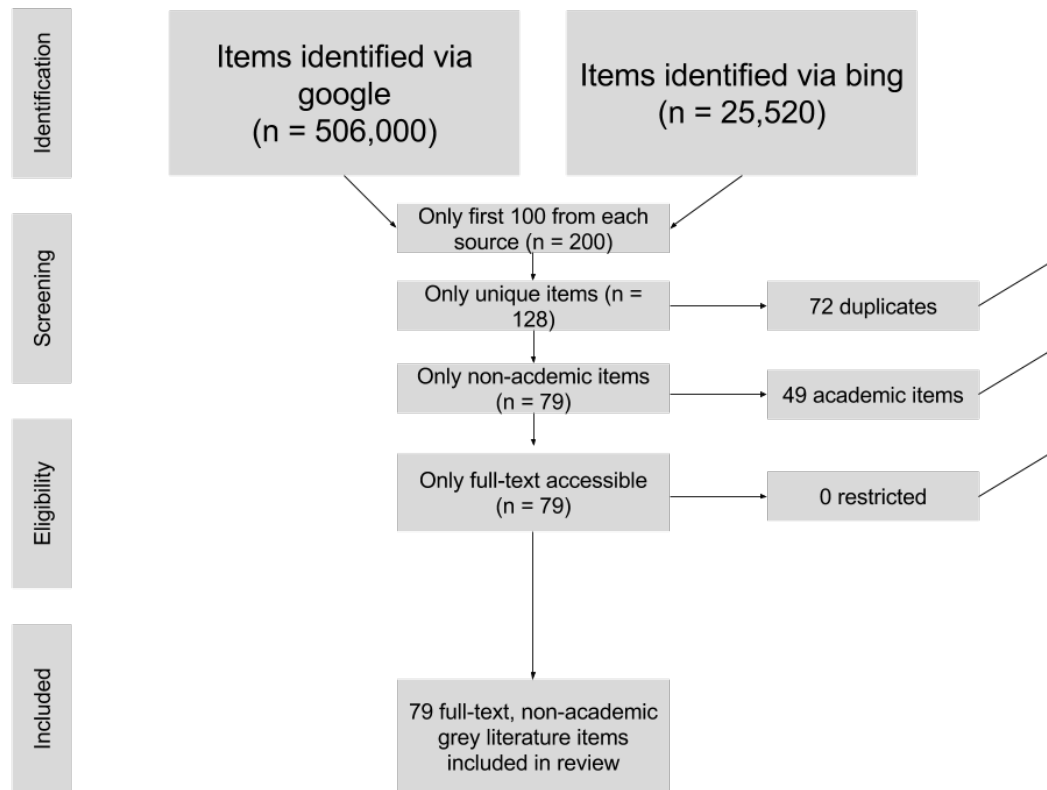 Identification
Items identified via
google
(n = 506,000)
Items identified via bing
(n = 25,520)
Screening
Only first 100 from each
source (n = 200)
Only unique items (n =
128)
72 duplicates
Only non-acdemic items
(n = 79)
49 academic items
Eligibility
Only full-text accessible
(n = 79)
0 restricted
Included
79 full-text, non-academic
grey literature items
included in review